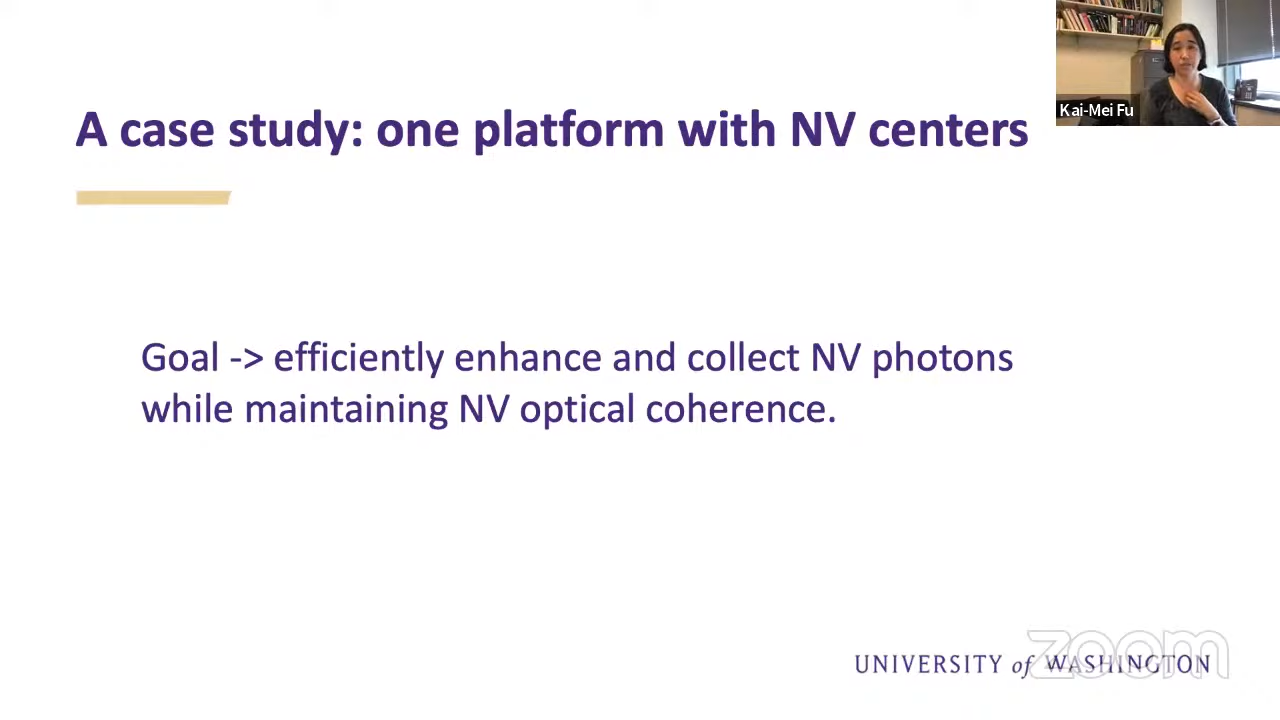 Kai-Mei Fu
A case study: one platform with NV centers
Goal -> efficiently enhance and collect NV photons
while maintaining NV optical coherence.
UNIVERSITY of WASHINGTON
zoom